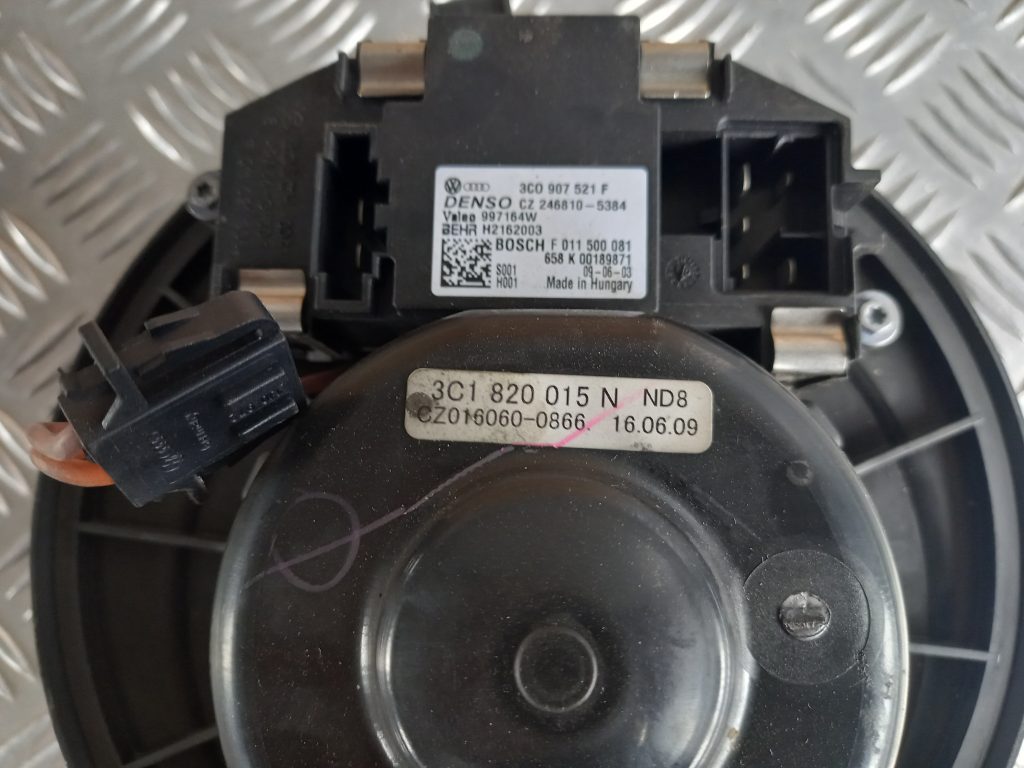 3C0 907 521 F
DENSO CZ 246810-5384
Valeo 997164W
BEHR H2162003
BOSCH F 011 500 081
658 K 00189871
S001 09-06-03
H001 Made in Hungary
3C1 820 015 N ND8
CZ016060-0866 16.06.09